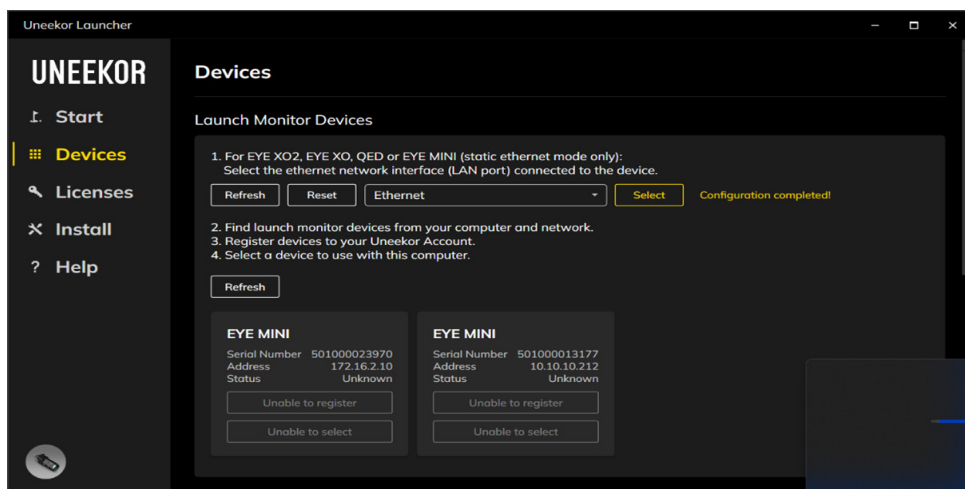 Uneekor Launcher
UNEEKOR
Start
Devices
Licenses
Install
? Help
Devices
Launch Monitor Devices
1. For EYE XO2, EYE XO, QED or EYE MINI (static ethernet mode only):
Select the ethernet network interface (LAN port) connected to the device.
Refresh Reset Ethernet Select Configuration completed!
2. Find launch monitor devices from your computer and network.
3. Register devices to your Uneekor Account.
4. Select a device to use with this computer.
Refresh
EYE MINI
Serial Number 501000023970
Address 172.16.2.10
Status Unknown
Unable to register
Unable to select
EYE MINI
Serial Number 501000013177
Address 10.10.10.212
Status Unknown
Unable to register
Unable to select